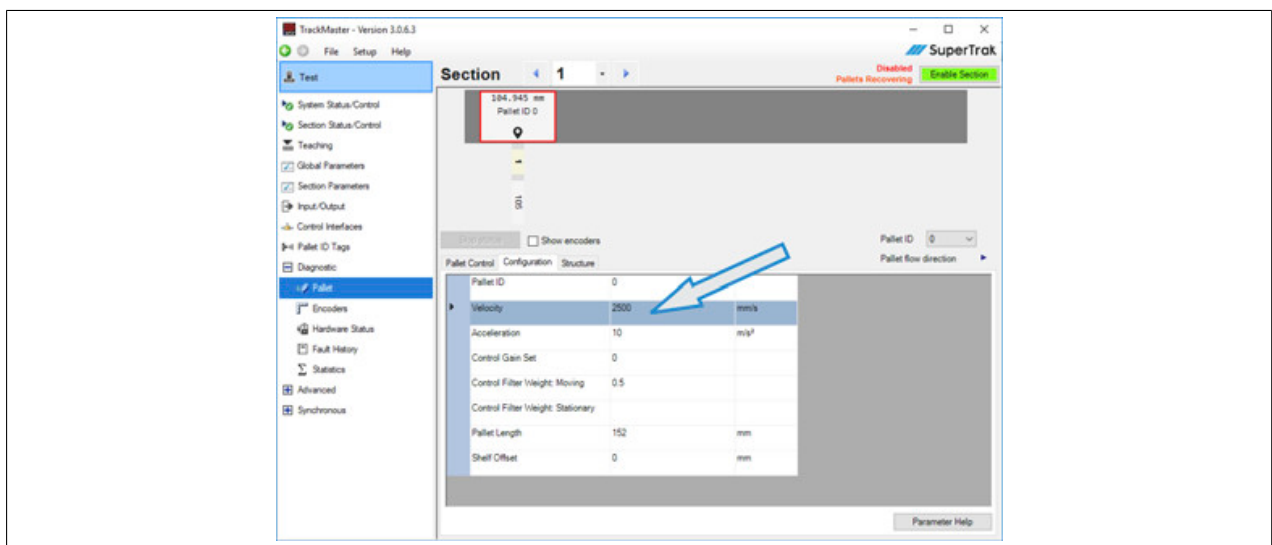 TrackMaster - Version 3.0.6.3
File Setup Help
SuperTrak
Test
Section 1
Disabled
Pallets Recovering
Enable Section
184.945 mm
Pallet ID 0
1
105
System Status/Control
Section Status/Control
Teaching
Global Parameters
Section Parameters
Input/Output
Control Interfaces
Pallet ID Tags
Diagnostic
Pallet
Encoders
Hardware Status
Fault History
Statistics
Advanced
Synchronous
Show encoders
Pallet ID 0
Pallet flow direction
Pallet Control Configuration Structure
Pallet ID 0
Velocity 2500 mm/s
Acceleration 10 m/s²
Control Gain Set 0
Control Filter Weight: Moving 0.5
Control Filter Weight: Stationary
Pallet Length 152 mm
Shelf Offset 0 mm
Parameter Help